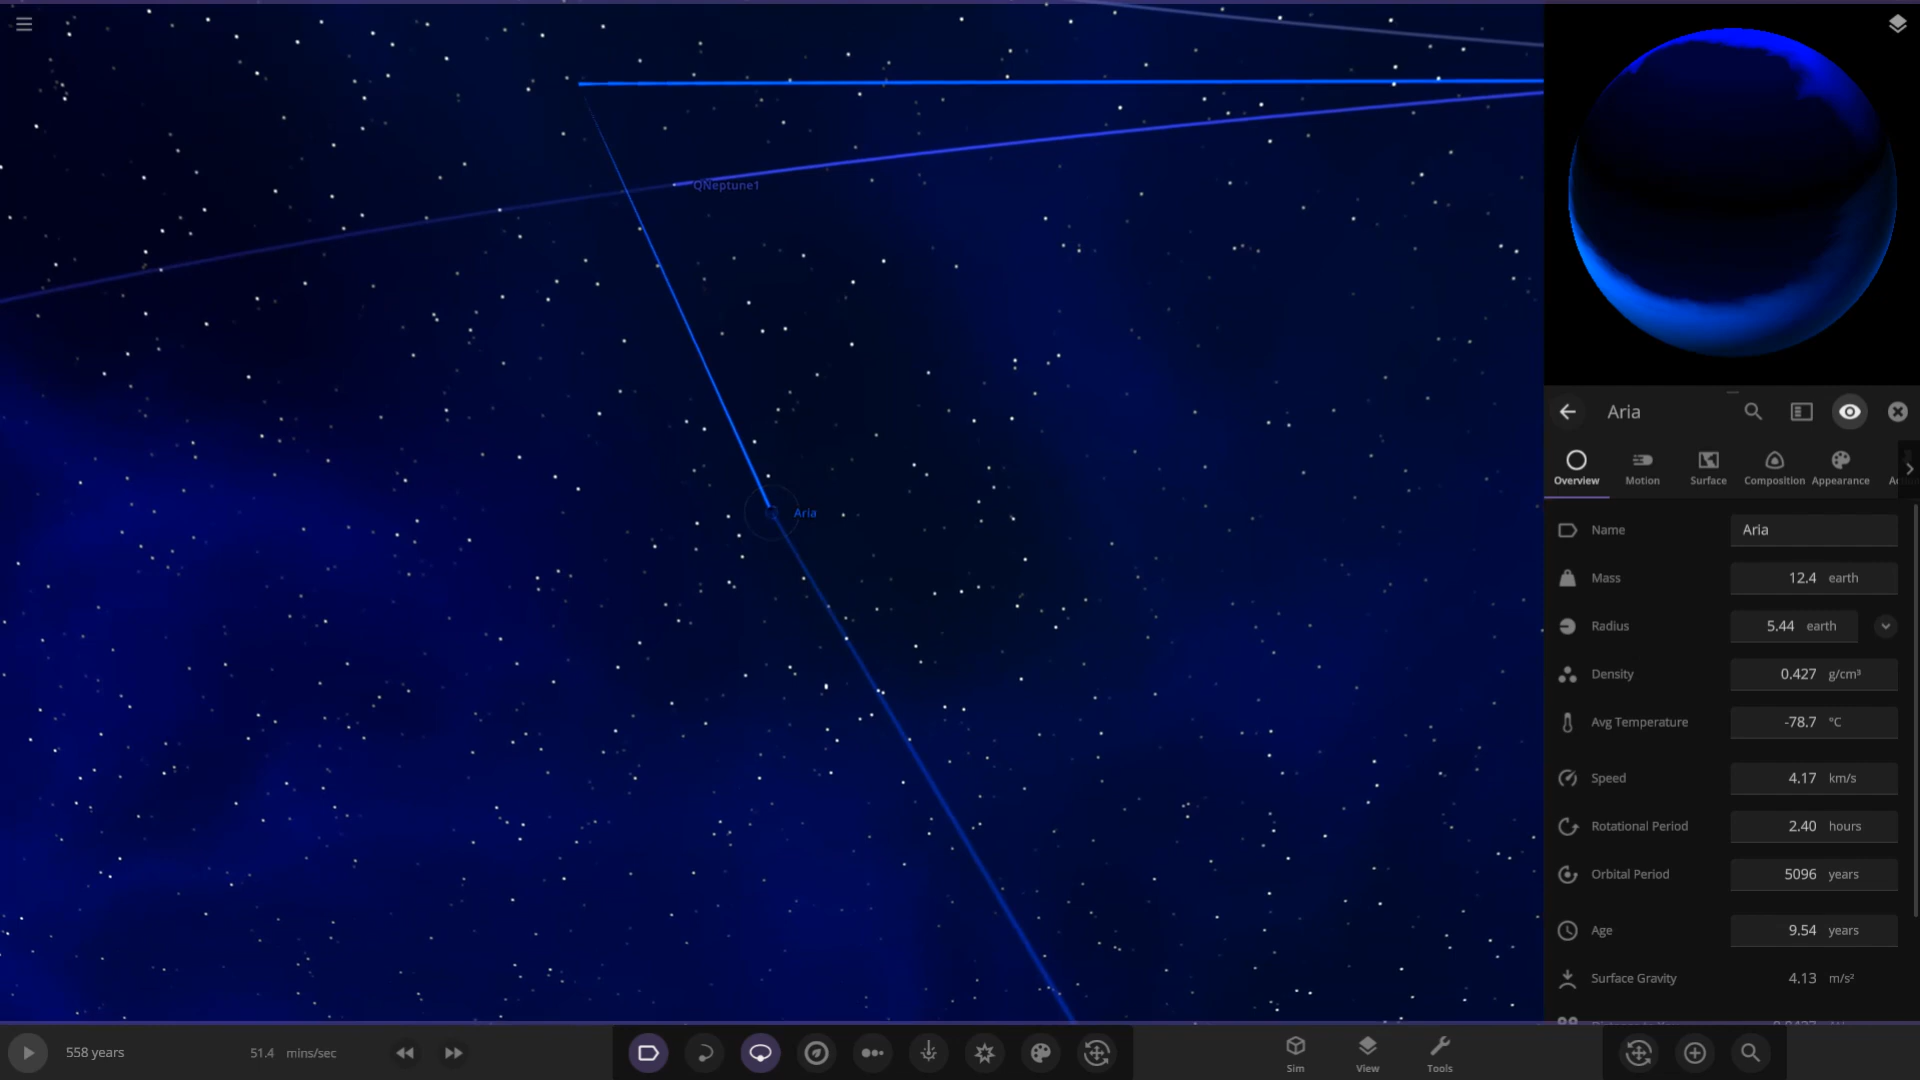 QNeptune1
Aria
Aria
Overview
Motion
Surface
Composition
Appearance
Name
Aria
Mass
12.4 earth
Radius
5.44 earth
Density
0.427 g/cm³
Avg Temperature
-78.7 °C
Speed
4.17 km/s
Rotational Period
2.40 hours
Orbital Period
5096 years
Age
9.54 years
Surface Gravity
4.13 m/s²
558 years
51.4 mins/sec
Sim
View
Tools